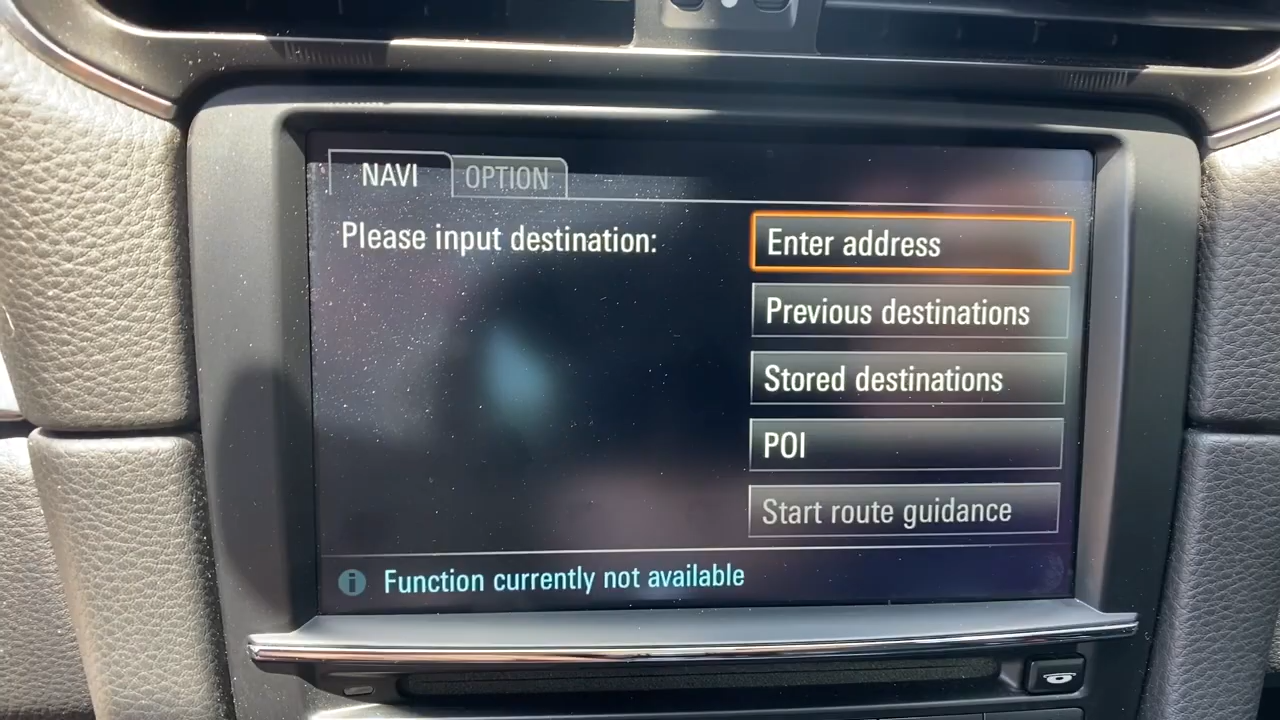 NAVI
OPTION
Please input destination:
Enter address
Previous destinations
Stored destinations
POI
Start route guidance
Function currently not available